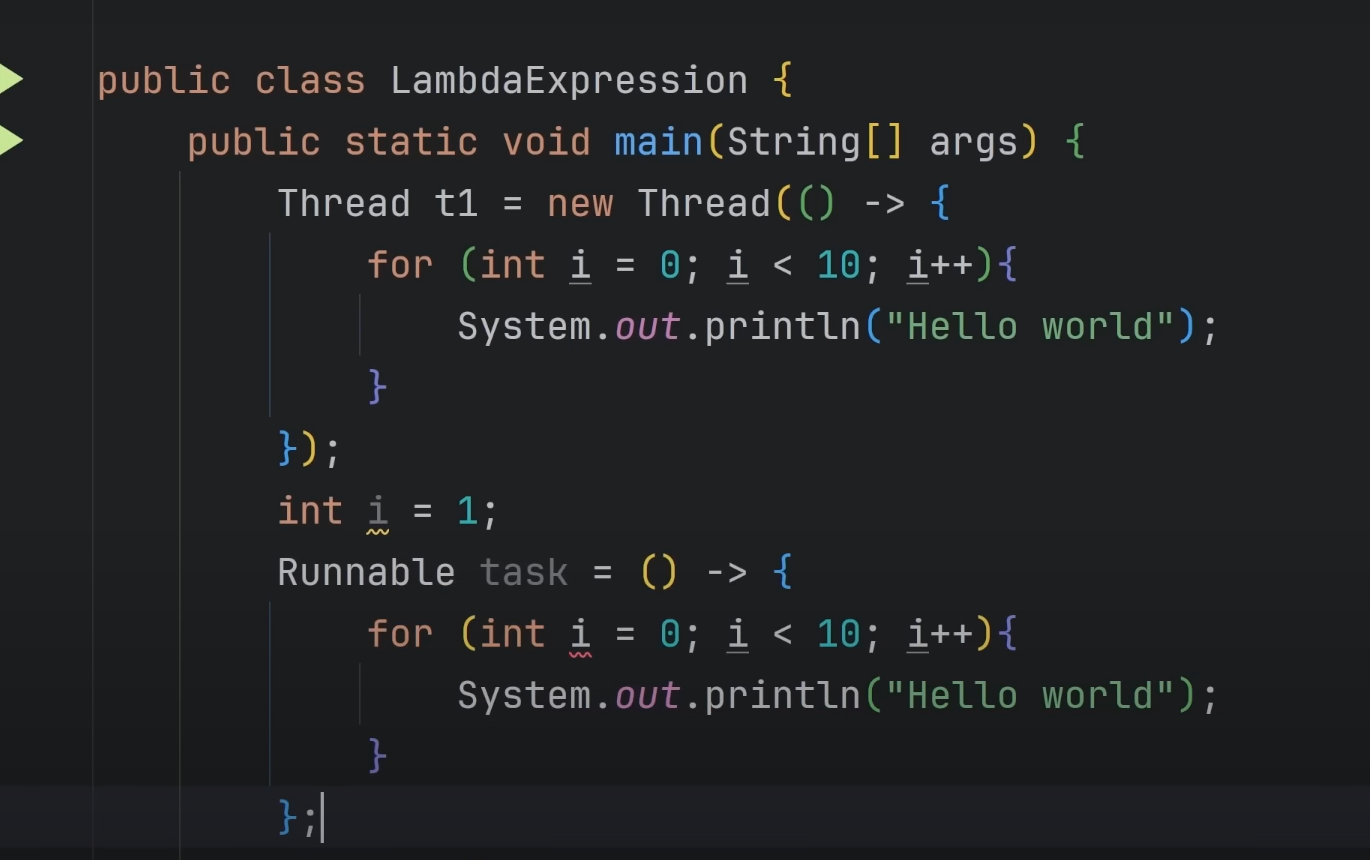 public class LambdaExpression {
    public static void main(String[] args) {
        Thread t1 = new Thread(() -> {
            for (int i = 0; i < 10; i++){
                System.out.println("Hello world");
            }
        });
        int i = 1;
        Runnable task = () -> {
            for (int i = 0; i < 10; i++){
                System.out.println("Hello world");
            }
        };